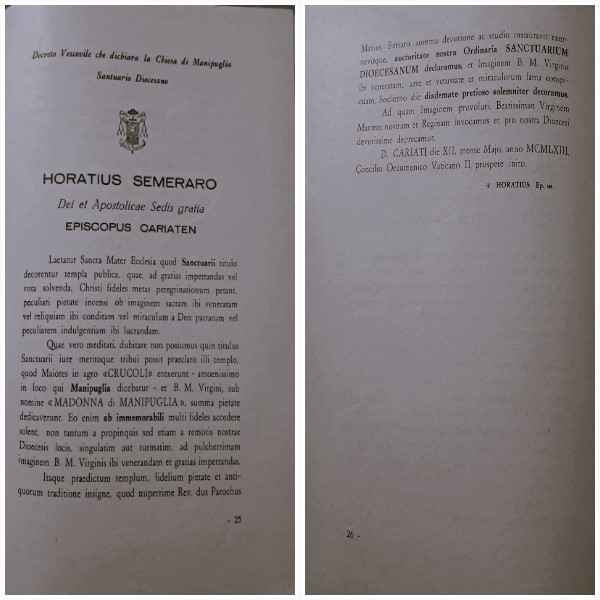 Decreto Vescovile che dichiara la Chiesa di Manipuglia
Santuario Diocesano
HORATIUS SEMERARO
Dei et Apostolicae Sedis gratia
EPISCOPUS CARIATEN
Laetatur Sancta Mater Ecclesia quod Sanctuarii titulo
decorentur templa publica, quae, ad gratias impetrandas vel
vota solvenda, Christi fideles metas peregrinationum petant,
peculiari pietate incensi ob imaginem sactam ibi veneratam
vel reliquiam ibi conditam vel miraculum a Deo patratum vel
peculiarem indulgentiam ibi lucrandam.
Quae vero meditati, dubitare non possumus quin titulus
Sanctuarii iure meritoque tribui possit praeclaro illi templo,
quod Maiores in agro «CRUCOLI» erexerunt - amoenissimo
in loco qui Manipuglia dicebatur - et B. M. Virgini, sub
nomine «MADONNA di MANIPUGLIA», summa pietate
dedicaverunt. Eo enim ab immemorabili multi fideles accedere
solent, non tantum a propinquis sed etiam a remotis nostrae
Dioecesis locis, singulatim aut turmatim, ad pulcherrimam
imaginem B. M. Virginis ibi venerandam et gratias impetrandas.
Itaque praedictum templum, fidelium pietate et anti-
quorum traditione insigne, quod nuperrime Rev. dus Parochus
- 25
Marius Ferraro summa devotione ac studio instauravit exor-
navitque, auctoritate nostra Ordinaria SANCTUARIUM
DIOECESANUM declaramus, et Imaginem B. M. Virginis
ibi veneratam, arte et vetustate et miraculorum fama conspi-
cuam, hodierno die diademate pretioso solemniter decoramus.
Ad quam Imaginem provoluti, Beatissimam Virginem
Matrem nostram et Reginam invocamus et pro nostra Dioecesi
devotissime deprecamur.
D. CARIATI die XII, mense Majo, anno MCMLXIII,
Concilio Oecumenico Vaticano II prospere inito.
+ HORATIUS Ep. us.
26 -